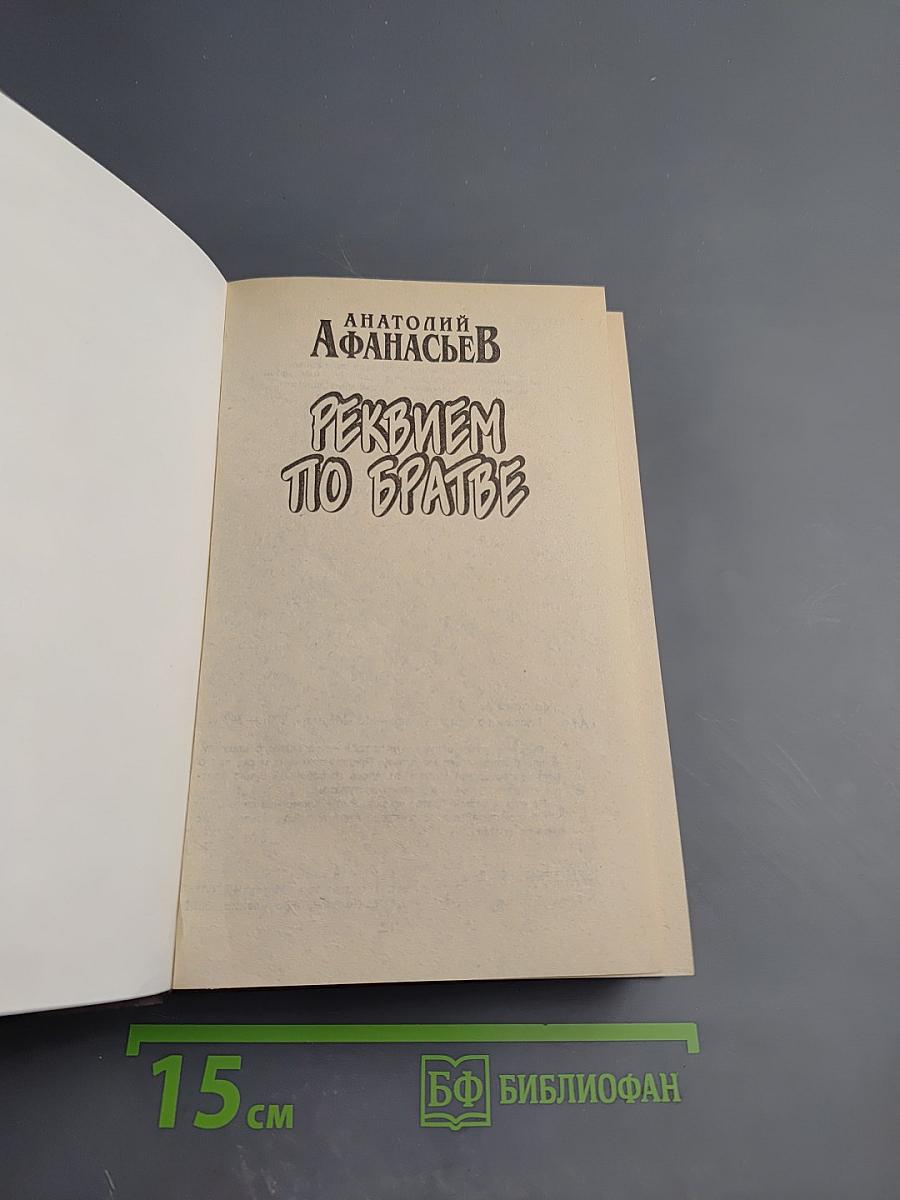 АНАТОЛИЙ
АФАНАСЬЕВ
РЕКВИЕМ
ПО БРАТВЕ
15 см
БФ БИБЛИОФАН